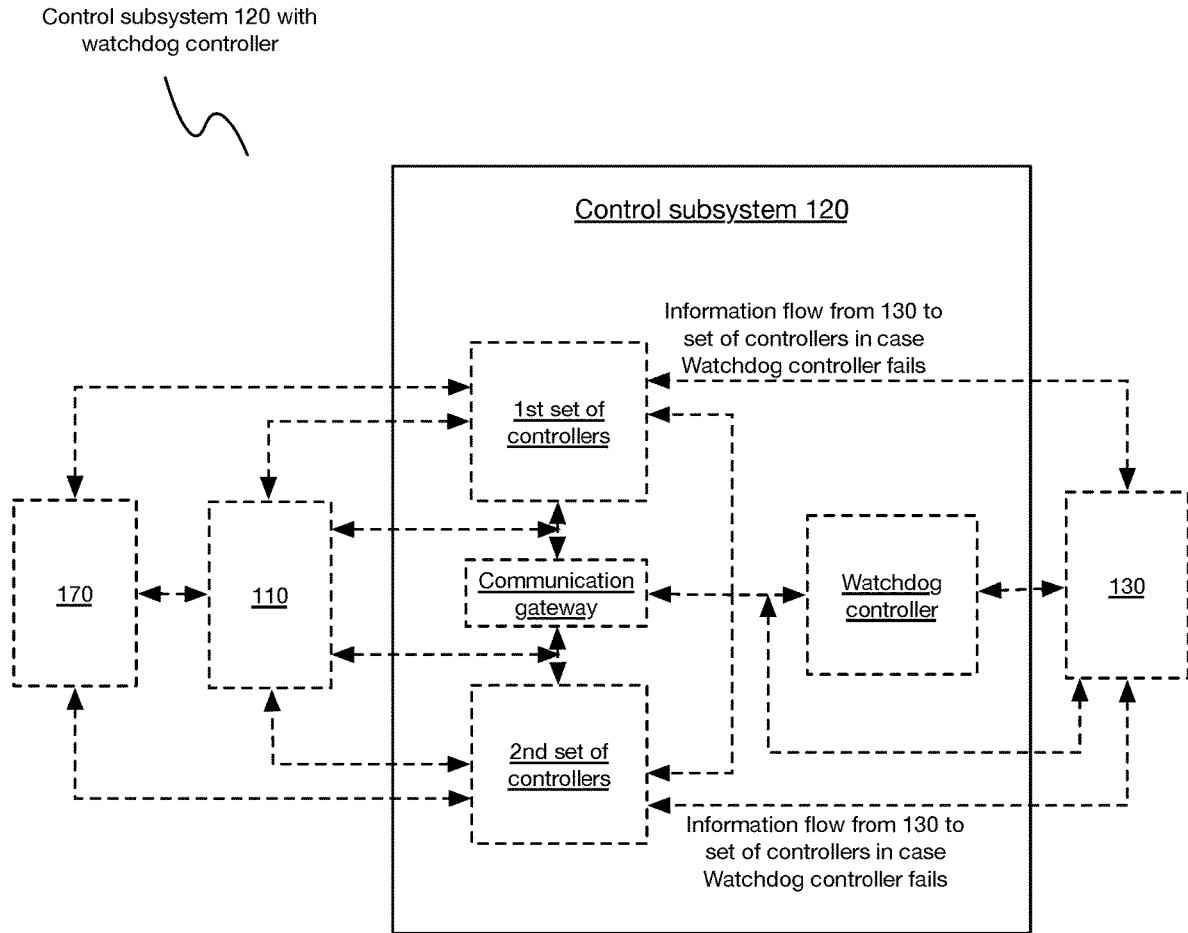 Control subsystem 120 with
watchdog controller
Control subsystem 120
Information flow from 130 to
set of controllers in case
Watchdog controller fails
1st set of
controllers
170
110
Communication
gateway
Watchdog
controller
130
2nd set of
controllers
Information flow from 130 to
set of controllers in case
Watchdog controller fails